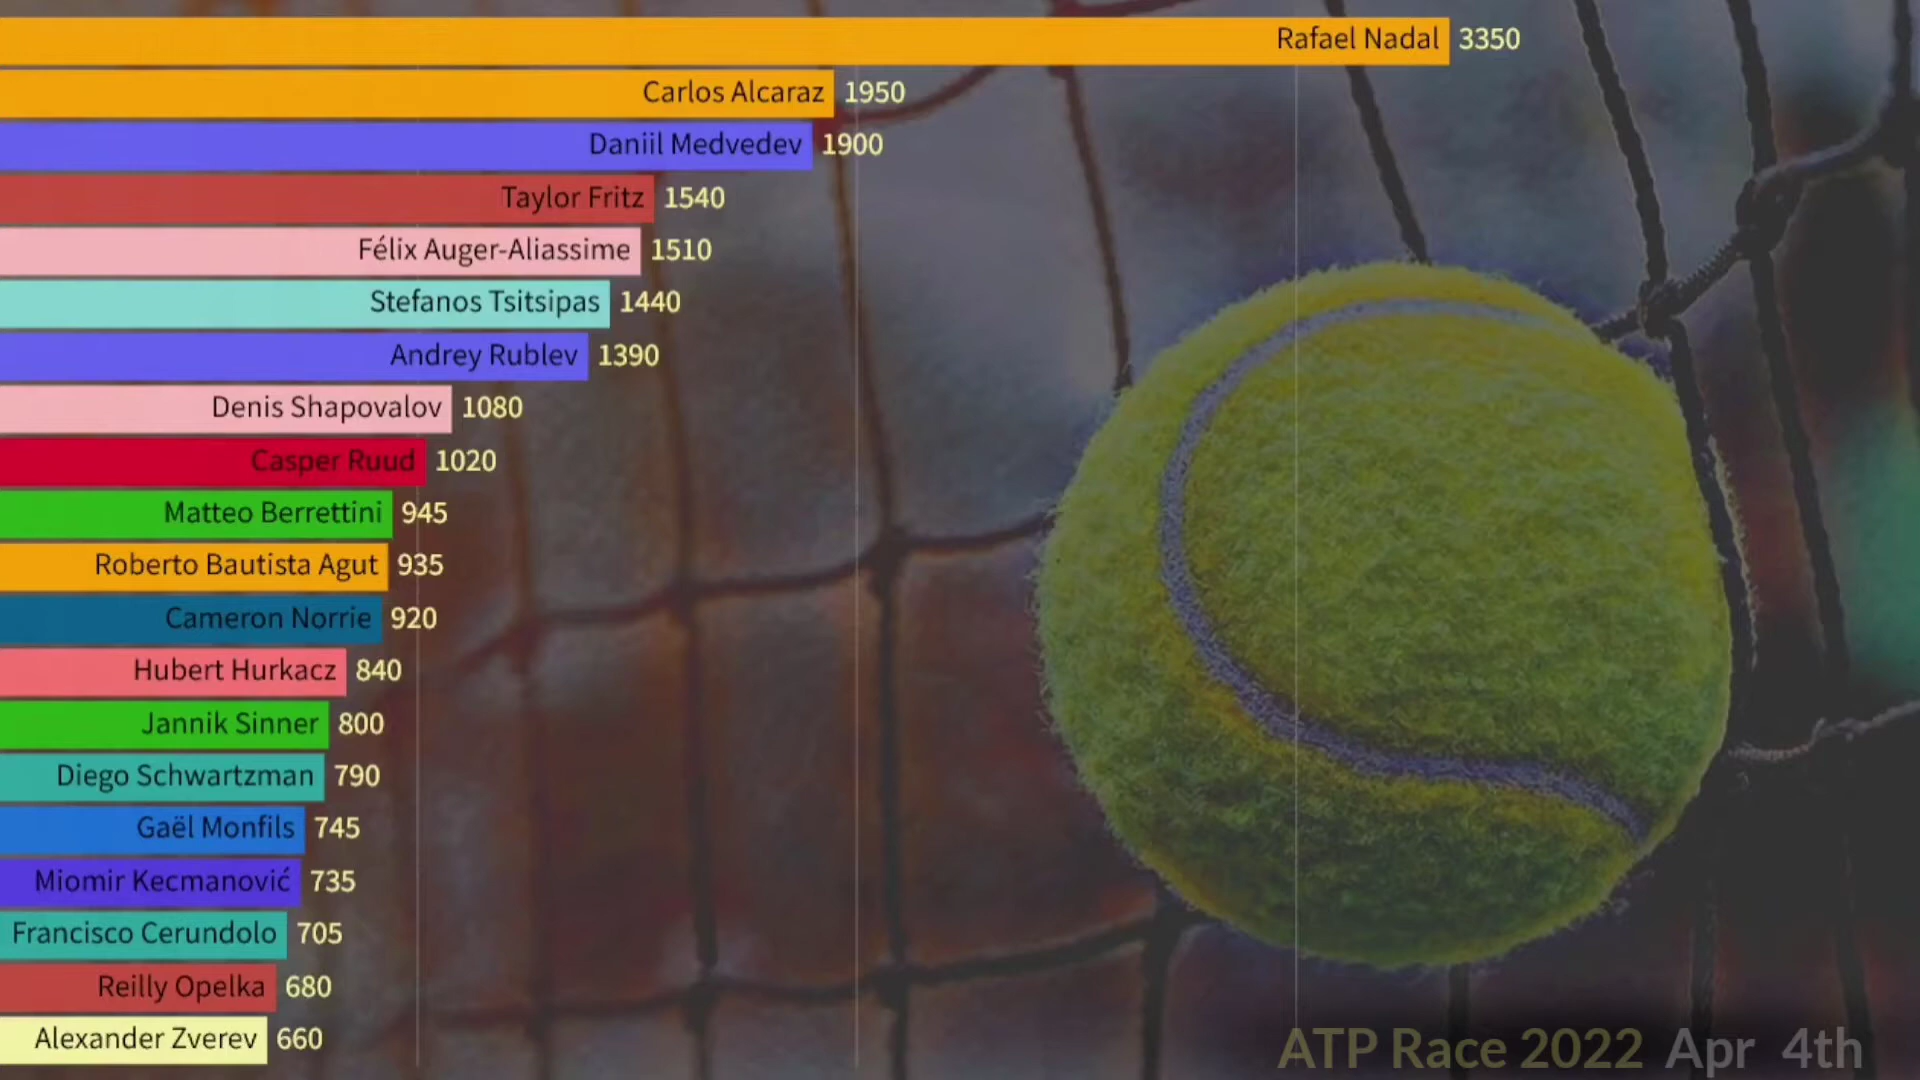 Rafael Nadal 3350
Carlos Alcaraz 1950
Daniil Medvedev 1900
Taylor Fritz 1540
Félix Auger-Aliassime 1510
Stefanos Tsitsipas 1440
Andrey Rublev 1390
Denis Shapovalov 1080
Casper Ruud 1020
Matteo Berrettini 945
Roberto Bautista Agut 935
Cameron Norrie 920
Hubert Hurkacz 840
Jannik Sinner 800
Diego Schwartzman 790
Gaël Monfils 745
Miomir Kecmanović 735
Francisco Cerundolo 705
Reilly Opelka 680
Alexander Zverev 660
ATP Race 2022 Apr 4th